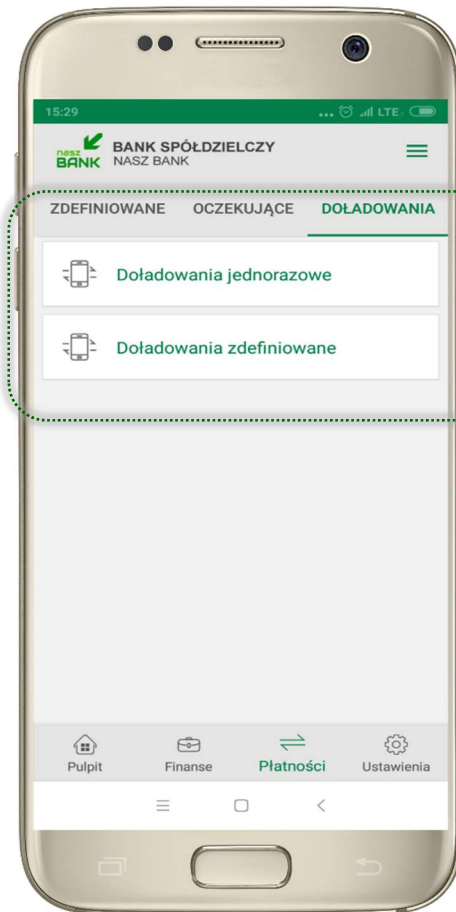 15:29
LTE
nasz BANK
BANK SPÓŁDZIELCZY
NASZ BANK
ZDEFINIOWANE OCZEKUJĄCE DOŁADOWANIA
Doładowania jednorazowe
Doładowania zdefiniowane
Pulpit Finanse Płatności Ustawienia